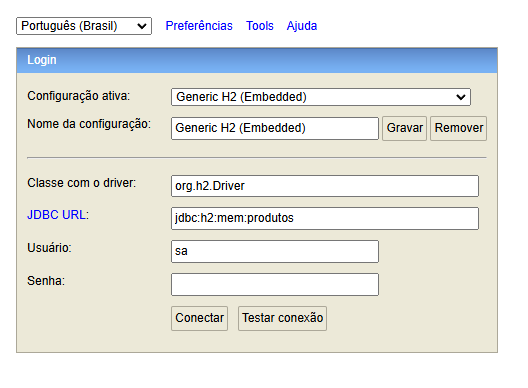 Português (Brasil) Preferências Tools Ajuda
Login
Configuração ativa: Generic H2 (Embedded)
Nome da configuração: Generic H2 (Embedded) Gravar Remover
Classe com o driver: org.h2.Driver
JDBC URL: jdbc:h2:mem:produtos
Usuário: sa
Senha:
Conectar Testar conexão